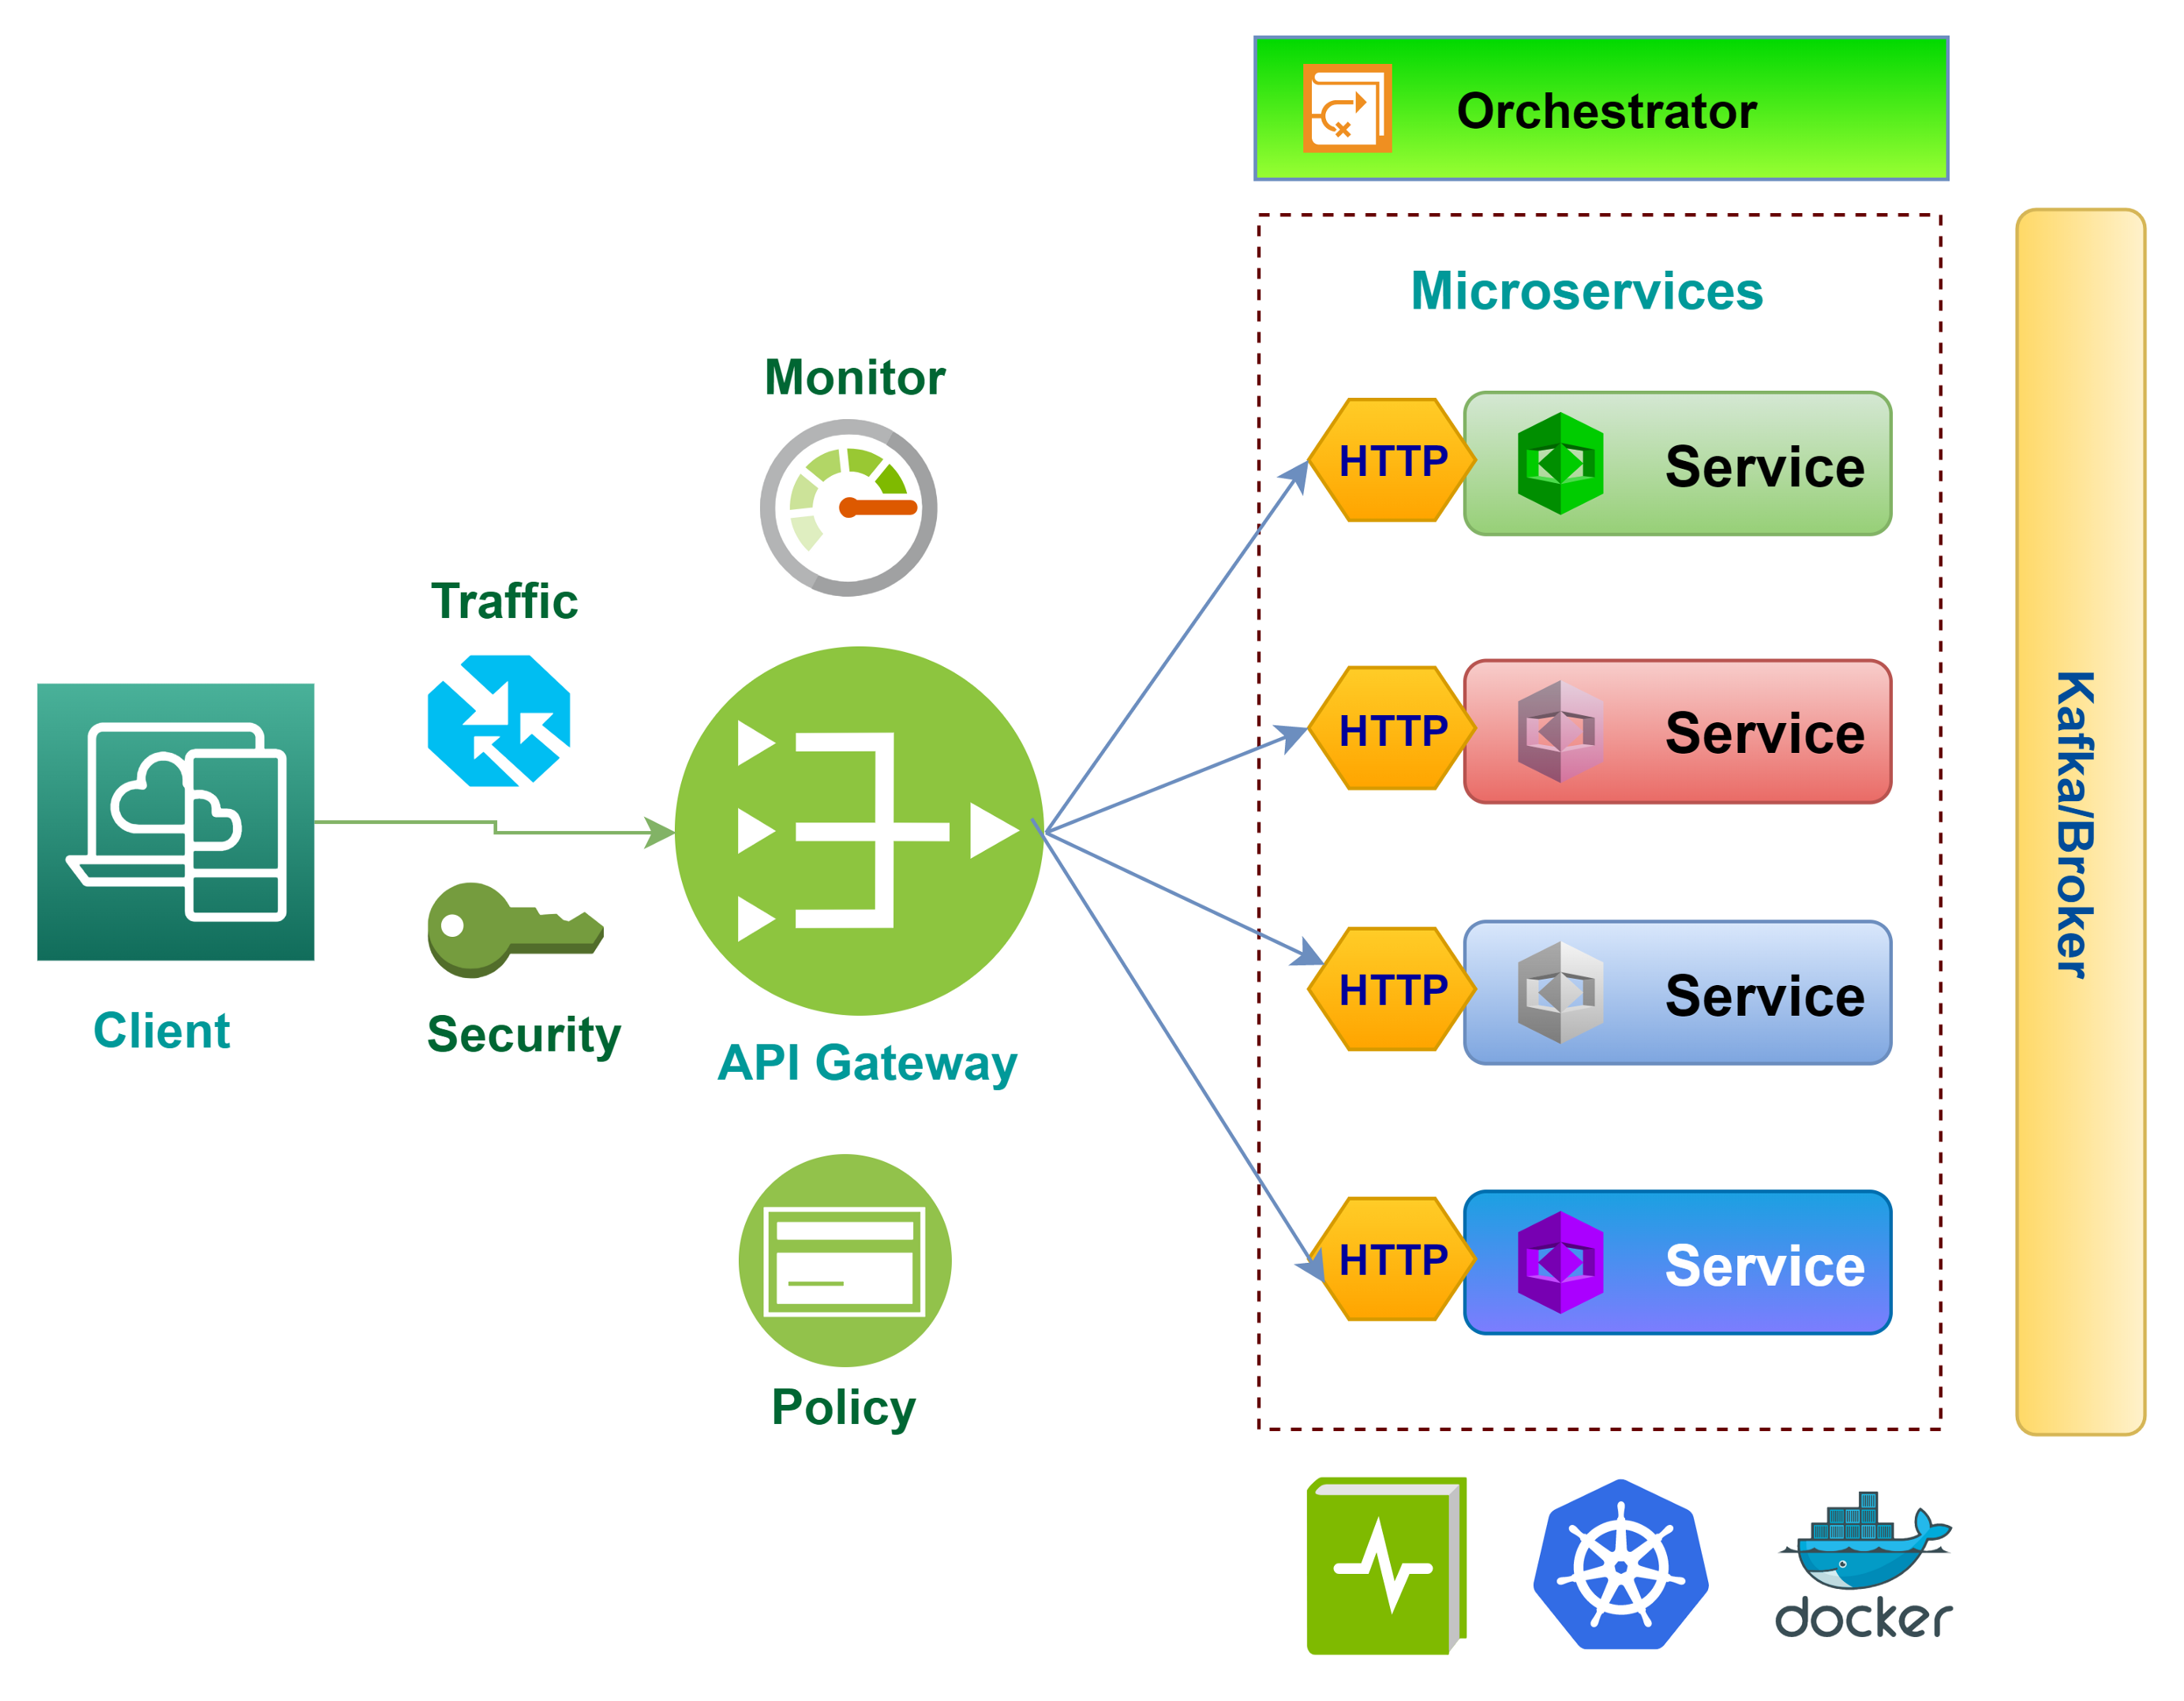 Orchestrator
Microservices
Monitor
HTTP
Service
Traffic
HTTP
Service
Kafka/Broker
HTTP
Service
Client
Security
API Gateway
HTTP
Service
Policy
docker